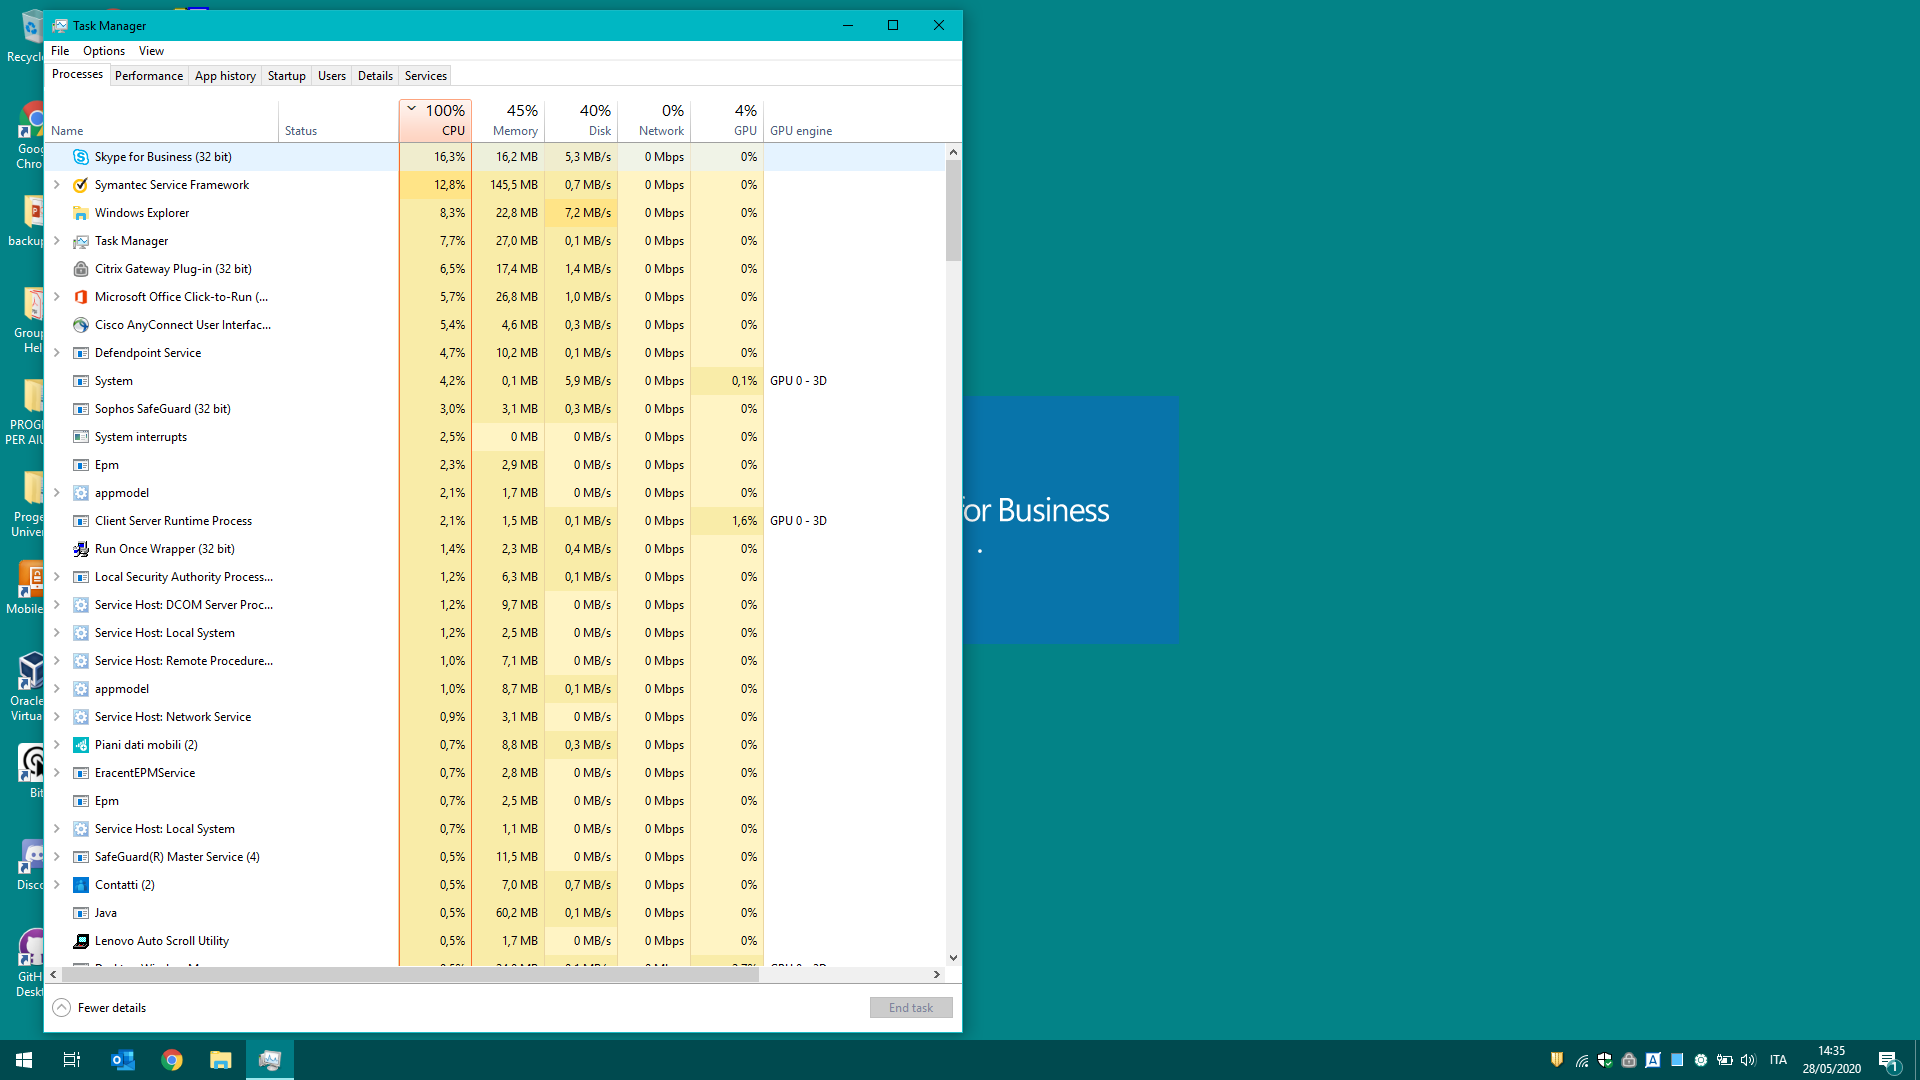 Task Manager
File Options View
Processes Performance App history Startup Users Details Services
100% 45% 40% 0% 4%
Name Status CPU Memory Disk Network GPU GPU engine
Skype for Business (32 bit) 16,3% 16,2 MB 5,3 MB/s 0 Mbps 0%
Symantec Service Framework 12,8% 145,5 MB 0,7 MB/s 0 Mbps 0%
Windows Explorer 8,3% 22,8 MB 7,2 MB/s 0 Mbps 0%
Task Manager 7,7% 27,0 MB 0,1 MB/s 0 Mbps 0%
Citrix Gateway Plug-in (32 bit) 6,5% 17,4 MB 1,4 MB/s 0 Mbps 0%
Microsoft Office Click-to-Run (... 5,7% 26,8 MB 1,0 MB/s 0 Mbps 0%
Cisco AnyConnect User Interfac... 5,4% 4,6 MB 0,3 MB/s 0 Mbps 0%
Defendpoint Service 4,7% 10,2 MB 0,1 MB/s 0 Mbps 0%
System 4,2% 0,1 MB 5,9 MB/s 0 Mbps 0,1% GPU 0 - 3D
Sophos SafeGuard (32 bit) 3,0% 3,1 MB 0,3 MB/s 0 Mbps 0%
System interrupts 2,5% 0 MB 0 MB/s 0 Mbps 0%
Epm 2,3% 2,9 MB 0 MB/s 0 Mbps 0%
appmodel 2,1% 1,7 MB 0 MB/s 0 Mbps 0%
Client Server Runtime Process 2,1% 1,5 MB 0,1 MB/s 0 Mbps 1,6% GPU 0 - 3D
Run Once Wrapper (32 bit) 1,4% 2,3 MB 0,4 MB/s 0 Mbps 0%
Local Security Authority Process... 1,2% 6,3 MB 0,1 MB/s 0 Mbps 0%
Service Host: DCOM Server Proc... 1,2% 9,7 MB 0 MB/s 0 Mbps 0%
Service Host: Local System 1,2% 2,5 MB 0 MB/s 0 Mbps 0%
Service Host: Remote Procedure... 1,0% 7,1 MB 0 MB/s 0 Mbps 0%
appmodel 1,0% 8,7 MB 0,1 MB/s 0 Mbps 0%
Service Host: Network Service 0,9% 3,1 MB 0 MB/s 0 Mbps 0%
Piani dati mobili (2) 0,7% 8,8 MB 0,3 MB/s 0 Mbps 0%
EracentEPMService 0,7% 2,8 MB 0 MB/s 0 Mbps 0%
Epm 0,7% 2,5 MB 0 MB/s 0 Mbps 0%
Service Host: Local System 0,7% 1,1 MB 0 MB/s 0 Mbps 0%
SafeGuard(R) Master Service (4) 0,5% 11,5 MB 0 MB/s 0 Mbps 0%
Contatti (2) 0,5% 7,0 MB 0,7 MB/s 0 Mbps 0%
Java 0,5% 60,2 MB 0,1 MB/s 0 Mbps 0%
Lenovo Auto Scroll Utility 0,5% 1,7 MB 0 MB/s 0 Mbps 0%
Fewer details End task
Recycl
Goo
Chro
backup
Group
Hel
PROG
PER AI
Proge
Univer
Mobile
Oracle
Virtua
Bit
Disco
GitH
Deskt
or Business
ITA
14:35
28/05/2020
1